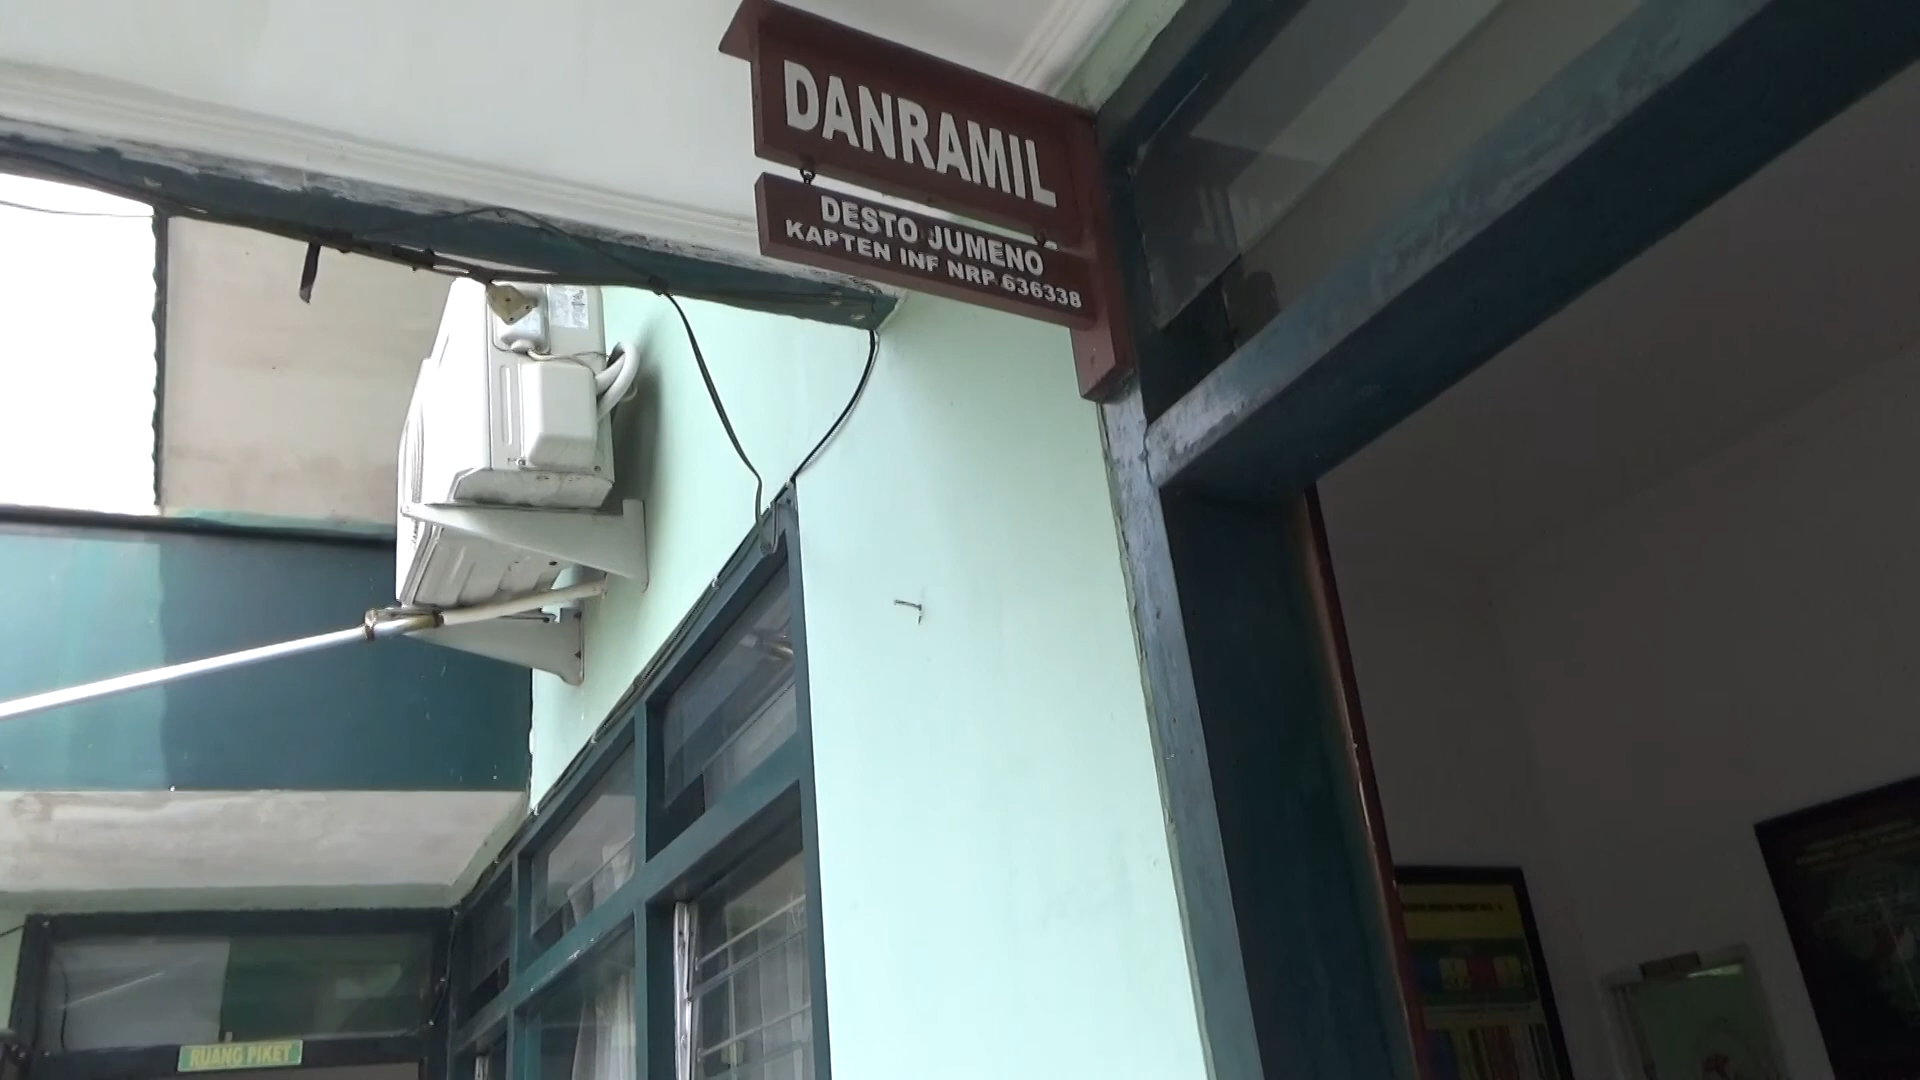 DANRAMIL
DESTO JUMENO
KAPTEN INF NRP 636338
RUANG PIKET